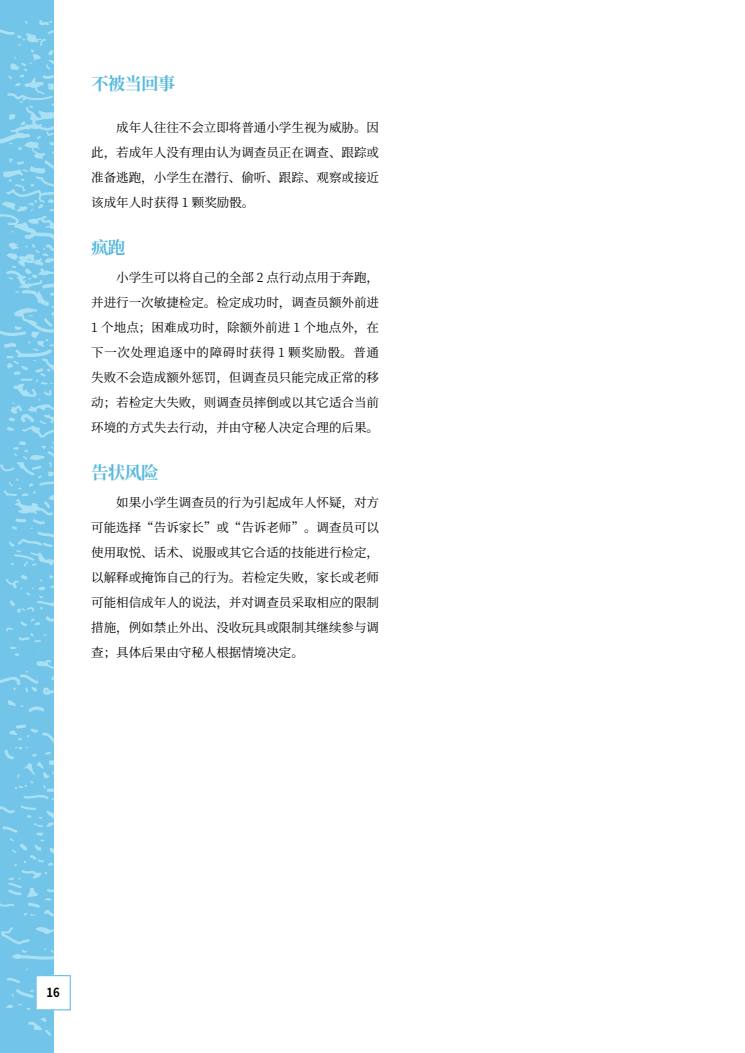 不被当回事
成年人往往不会立即将普通小学生视为威胁。因
此，若成年人没有理由认为调查员正在调查、跟踪或
准备逃跑，小学生在潜行、偷听、跟踪、观察或接近
该成年人时获得 1 颗奖励骰。
疯跑
小学生可以将自己的全部 2 点行动点用于奔跑，
并进行一次敏捷检定。检定成功时，调查员额外前进
1 个地点；困难成功时，除额外前进 1 个地点外，在
下一次处理追逐中的障碍时获得 1 颗奖励骰。普通
失败不会造成额外惩罚，但调查员只能完成正常的移
动；若检定大失败，则调查员摔倒或以其它适合当前
环境的方式失去行动，并由守秘人决定合理的后果。
告状风险
如果小学生调查员的行为引起成年人怀疑，对方
可能选择“告诉家长”或“告诉老师”。调查员可以
使用取悦、话术、说服或其它合适的技能进行检定，
以解释或掩饰自己的行为。若检定失败，家长或老师
可能相信成年人的说法，并对调查员采取相应的限制
措施，例如禁止外出、没收玩具或限制其继续参与调
查；具体后果由守秘人根据情境决定。
16